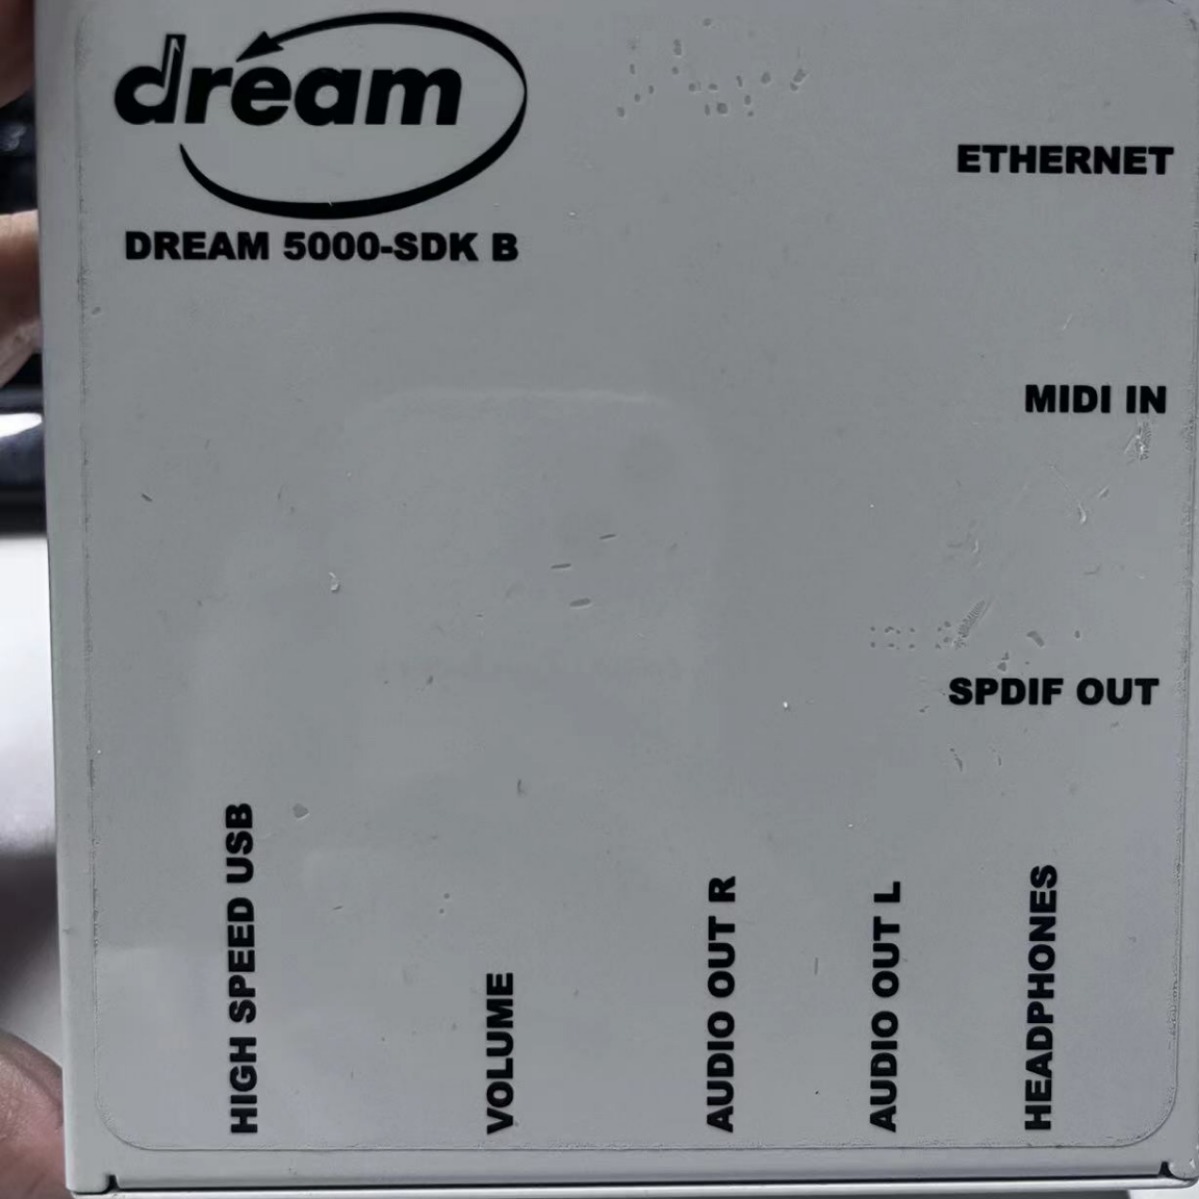 dream
DREAM 5000-SDK B
ETHERNET
MIDI IN
SPDIF OUT
HIGH SPEED USB
VOLUME
AUDIO OUT R
AUDIO OUT L
HEADPHONES